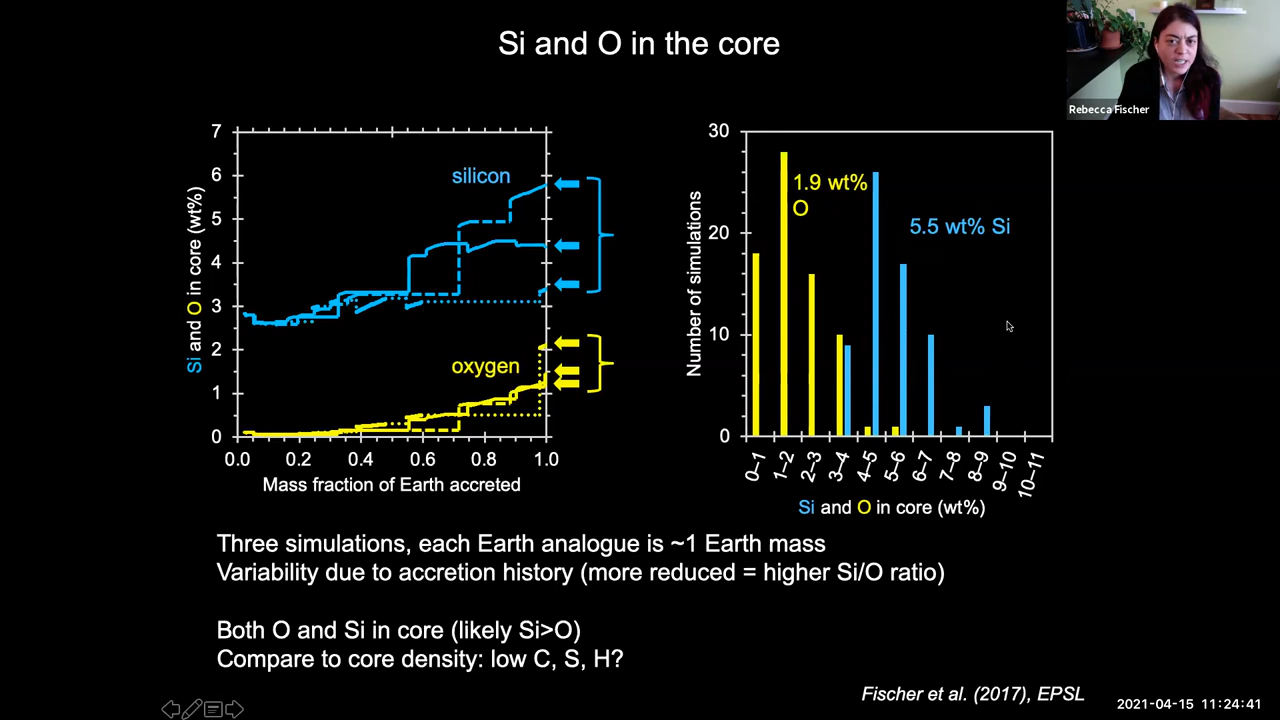 Si and O in the core
Rebecca Fischer
7
6
5
4
3
2
1
0
Si and O in core (wt%)
silicon
oxygen
0.0 0.2 0.4 0.6 0.8 1.0
Mass fraction of Earth accreted
30
20
10
0
Number of simulations
1.9 wt%
O
5.5 wt% Si
0–1 1–2 2–3 3–4 4–5 5–6 6–7 7–8 8–9 9–10 10–11
Si and O in core (wt%)
Three simulations, each Earth analogue is ~1 Earth mass
Variability due to accretion history (more reduced = higher Si/O ratio)
Both O and Si in core (likely Si>O)
Compare to core density: low C, S, H?
Fischer et al. (2017), EPSL
2021-04-15 11:24:41